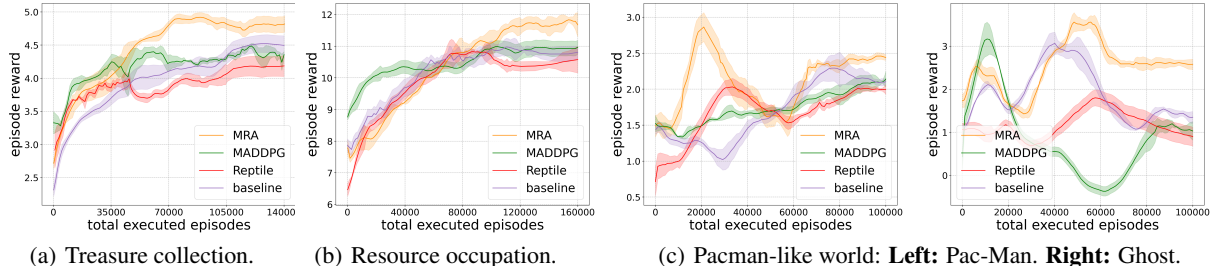 5.0
4.5
4.0
3.5
3.0
2.5
episode reward
0
35000
70000
105000
14000
total executed episodes
MRA
MADDPG
Reptile
baseline
12
11
10
9
8
7
6
episode reward
0
40000
80000
120000
160000
total executed episodes
MRA
MADDPG
Reptile
baseline
3.0
2.5
2.0
1.5
1.0
0.5
episode reward
0
20000
40000
60000
80000
100000
total executed episodes
MRA
MADDPG
Reptile
baseline
3
2
1
0
episode reward
0
20000
40000
60000
80000
100000
total executed episodes
MRA
MADDPG
Reptile
baseline
(a) Treasure collection.
(b) Resource occupation.
(c) Pacman-like world: Left: Pac-Man. Right: Ghost.